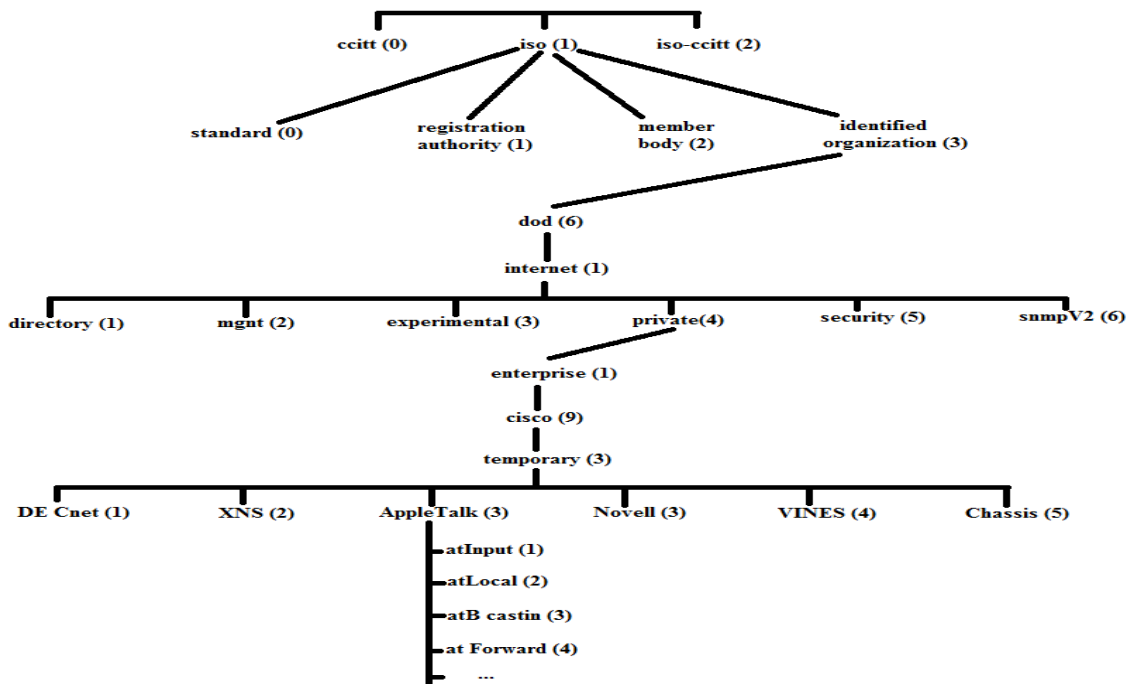 ccitt (0)
iso (1)
iso-ccitt (2)
standard (0)
registration
authority (1)
member
body (2)
identified
organization (3)
dod (6)
internet (1)
directory (1)
mgnt (2)
experimental (3)
private(4)
security (5)
snmpV2 (6)
enterprise (1)
cisco (9)
temporary (3)
DE Cnet (1)
XNS (2)
AppleTalk (3)
Novell (3)
VINES (4)
Chassis (5)
atInput (1)
atLocal (2)
atB castin (3)
at Forward (4)
...